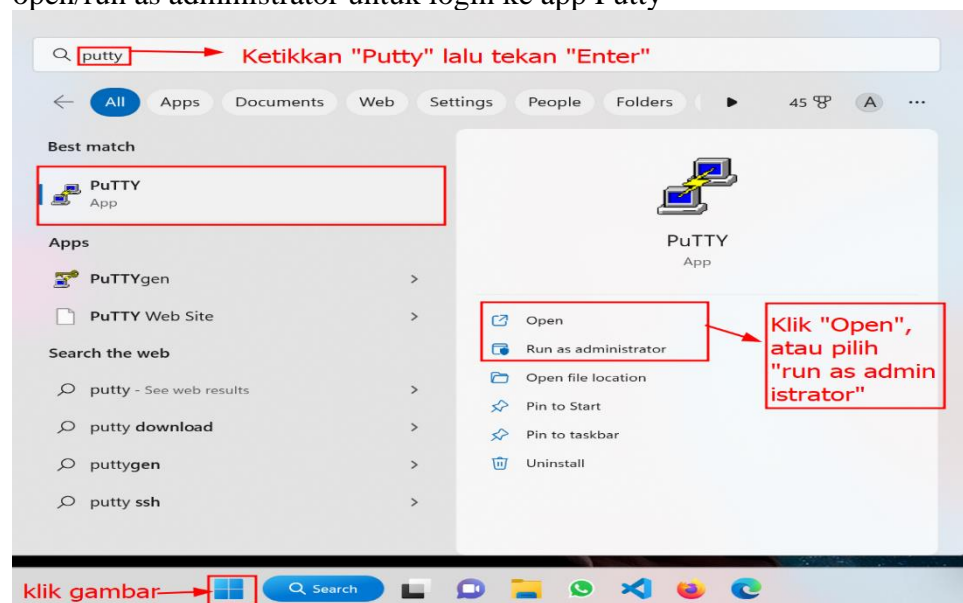 open/run as administrator untuk login ke app Putty
putty
Ketikkan "Putty" lalu tekan "Enter"
All Apps Documents Web Settings People Folders 45 A ...
Best match
PuTTY
App
Apps
PuTTYgen
PuTTY Web Site
Search the web
putty - See web results
putty download
puttygen
putty ssh
PuTTY
App
Open
Run as administrator
Open file location
Pin to Start
Pin to taskbar
Uninstall
Klik "Open",
atau pilih
"run as admin
istrator"
klik gambar
Search